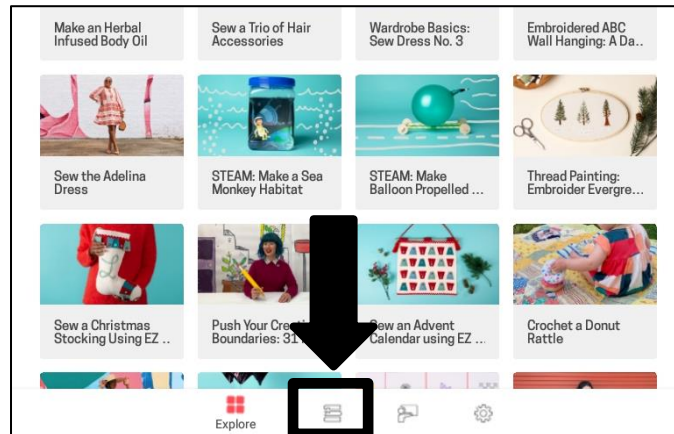 Make an Herbal
Infused Body Oil
Sew a Trio of Hair
Accessories
Wardrobe Basics:
Sew Dress No. 3
Embroidered ABC
Wall Hanging: A Da..
Sew the Adelina
Dress
STEAM: Make a Sea
Monkey Habitat
STEAM: Make
Balloon Propelled ...
Thread Painting:
Embroider Evergre...
Sew a Christmas
Stocking Using EZ ..
Push Your
Boundaries: 31
Sew an Advent
Calendar using EZ ...
Crochet a Donut
Rattle
Explore